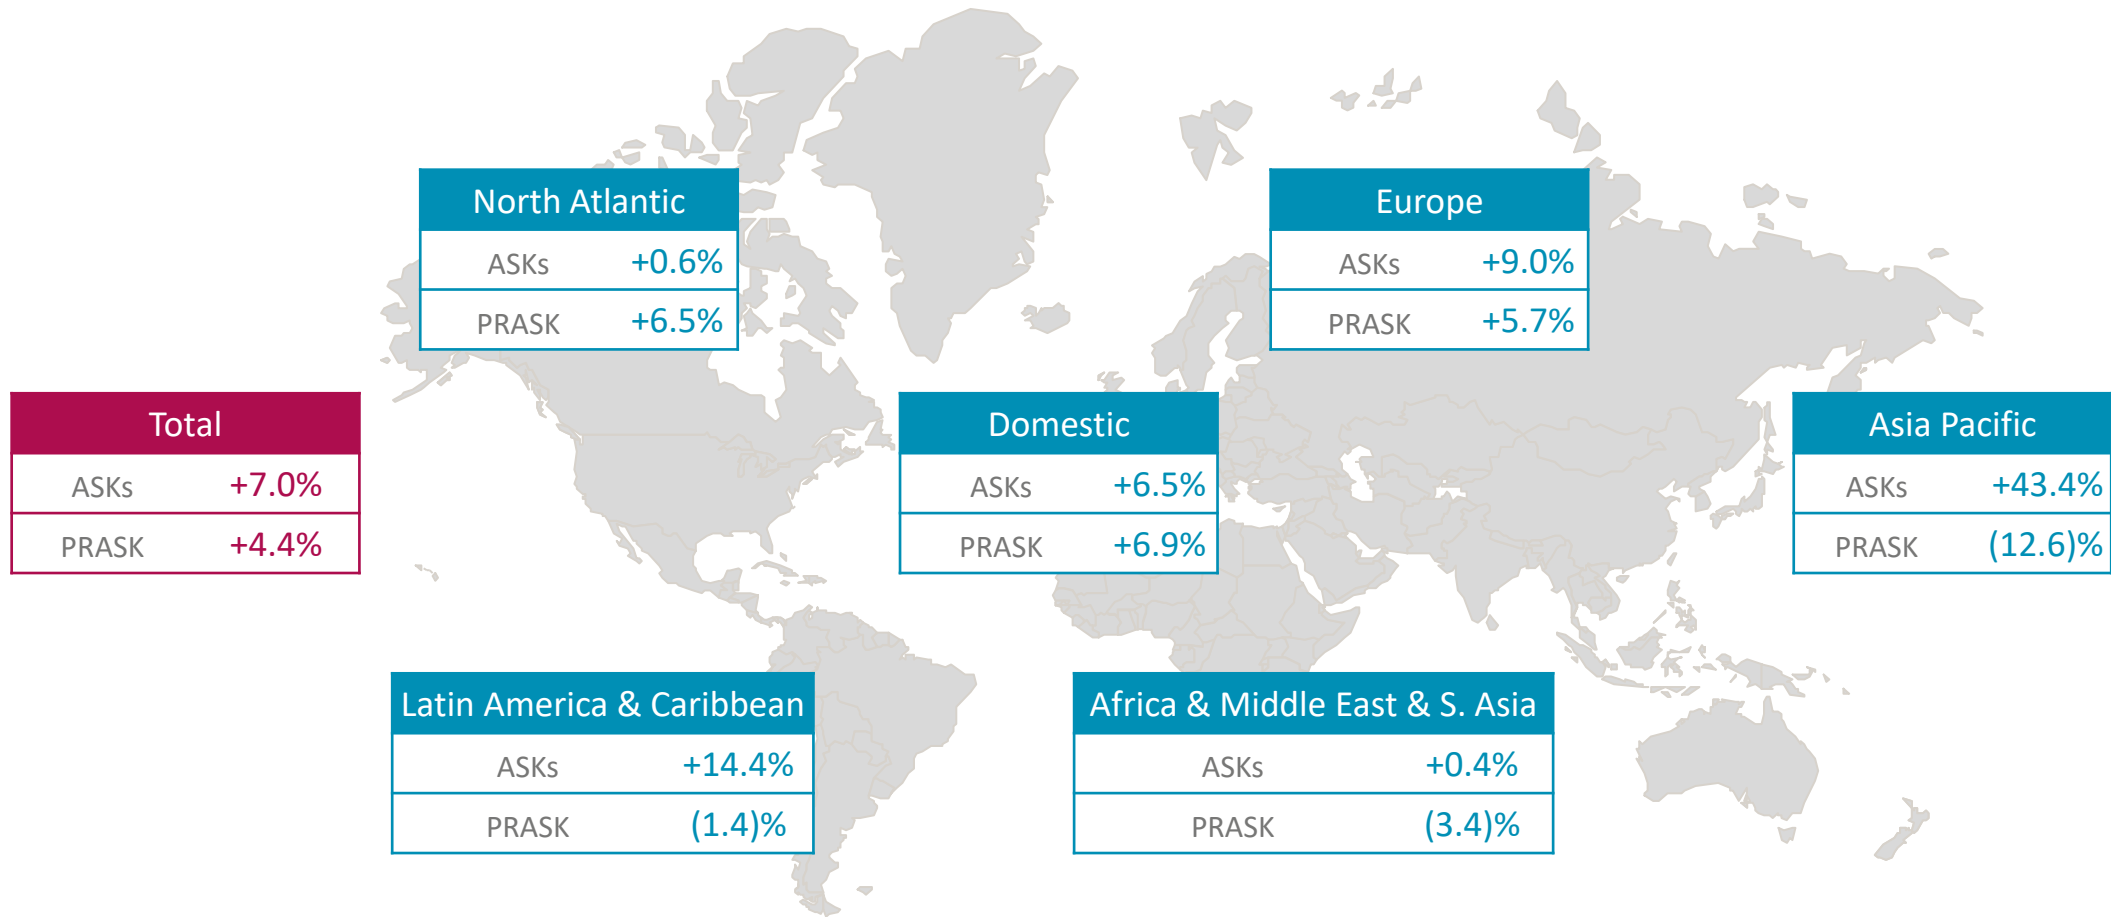 North Atlantic
ASKs +0.6%
PRASK +6.5%
Europe
ASKs +9.0%
PRASK +5.7%
Total
ASKs +7.0%
PRASK +4.4%
Domestic
ASKs +6.5%
PRASK +6.9%
Asia Pacific
ASKs +43.4%
PRASK (12.6)%
Latin America & Caribbean
ASKs +14.4%
PRASK (1.4)%
Africa & Middle East & S. Asia
ASKs +0.4%
PRASK (3.4)%